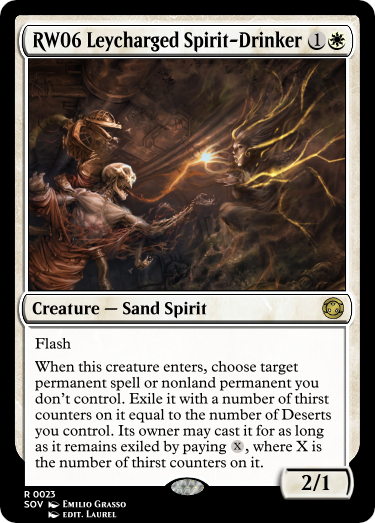 RW06 Leycharged Spirit-Drinker 1
Creature — Sand Spirit
Flash
When this creature enters, choose target
permanent spell or nonland permanent you
don't control. Exile it with a number of thirst
counters on it equal to the number of Deserts
you control. Its owner may cast it for as long
as it remains exiled by paying X, where X is
the number of thirst counters on it.
2/1
R 0023
SOV Emilio Grasso
edit. Laurel